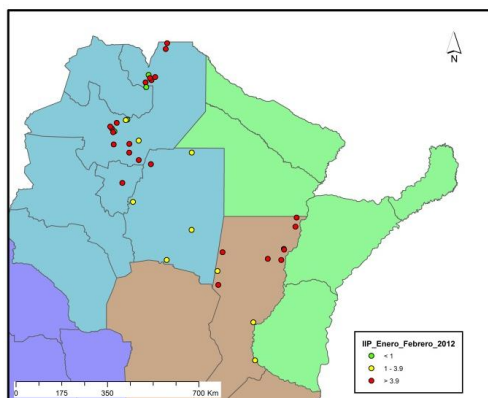 N
IIP_Enero_Febrero_2012
< 1
1 - 3.9
> 3.9
0 175 350 700 Km